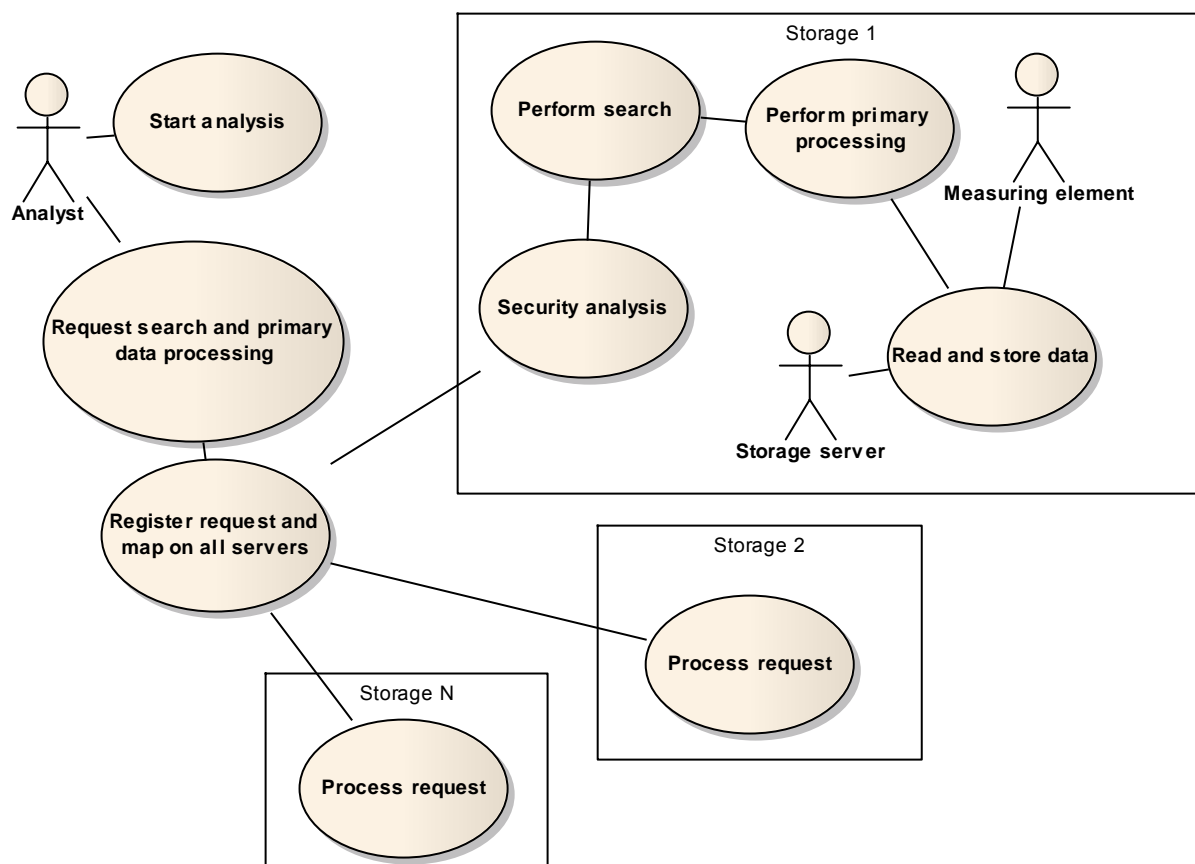 Storage 1
Start analysis
Perform search
Perform primary
processing
Measuring element
Analyst
Security analysis
Request search and primary
data processing
Read and store data
Storage server
Register request and
map on all servers
Storage 2
Process request
Storage N
Process request